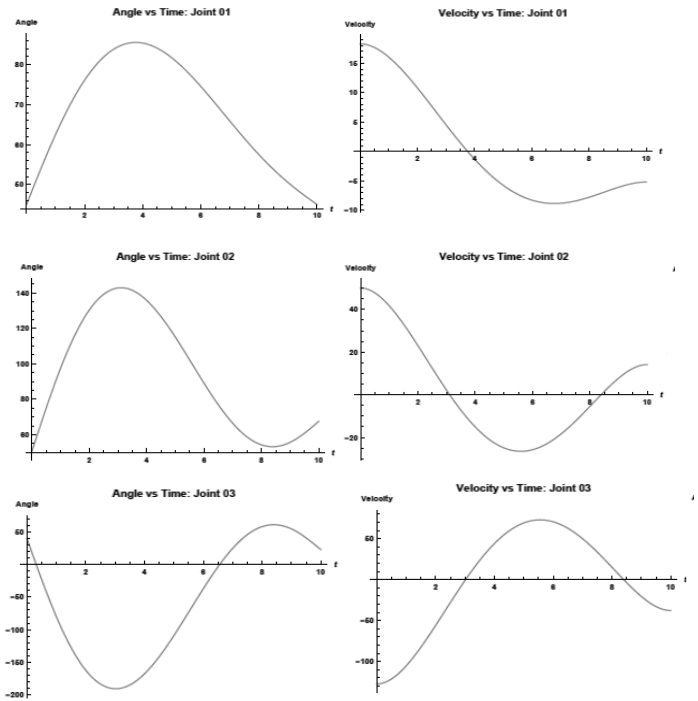 Angle vs Time: Joint 01
Angle
80
70
60
50
2 4 6 8 10 t
Velocity vs Time: Joint 01
Velocity
15
10
5
2 4 6 8 10 t
-5
-10
Angle vs Time: Joint 02
Angle
140
120
100
80
60
2 4 6 8 10 t
Velocity vs Time: Joint 02
Velocity
40
20
2 4 6 8 10 t
-20
Angle vs Time: Joint 03
Angle
50
2 4 6 8 10 t
-50
-100
-150
-200
Velocity vs Time: Joint 03
Velocity
50
2 4 6 8 10 t
-50
-100